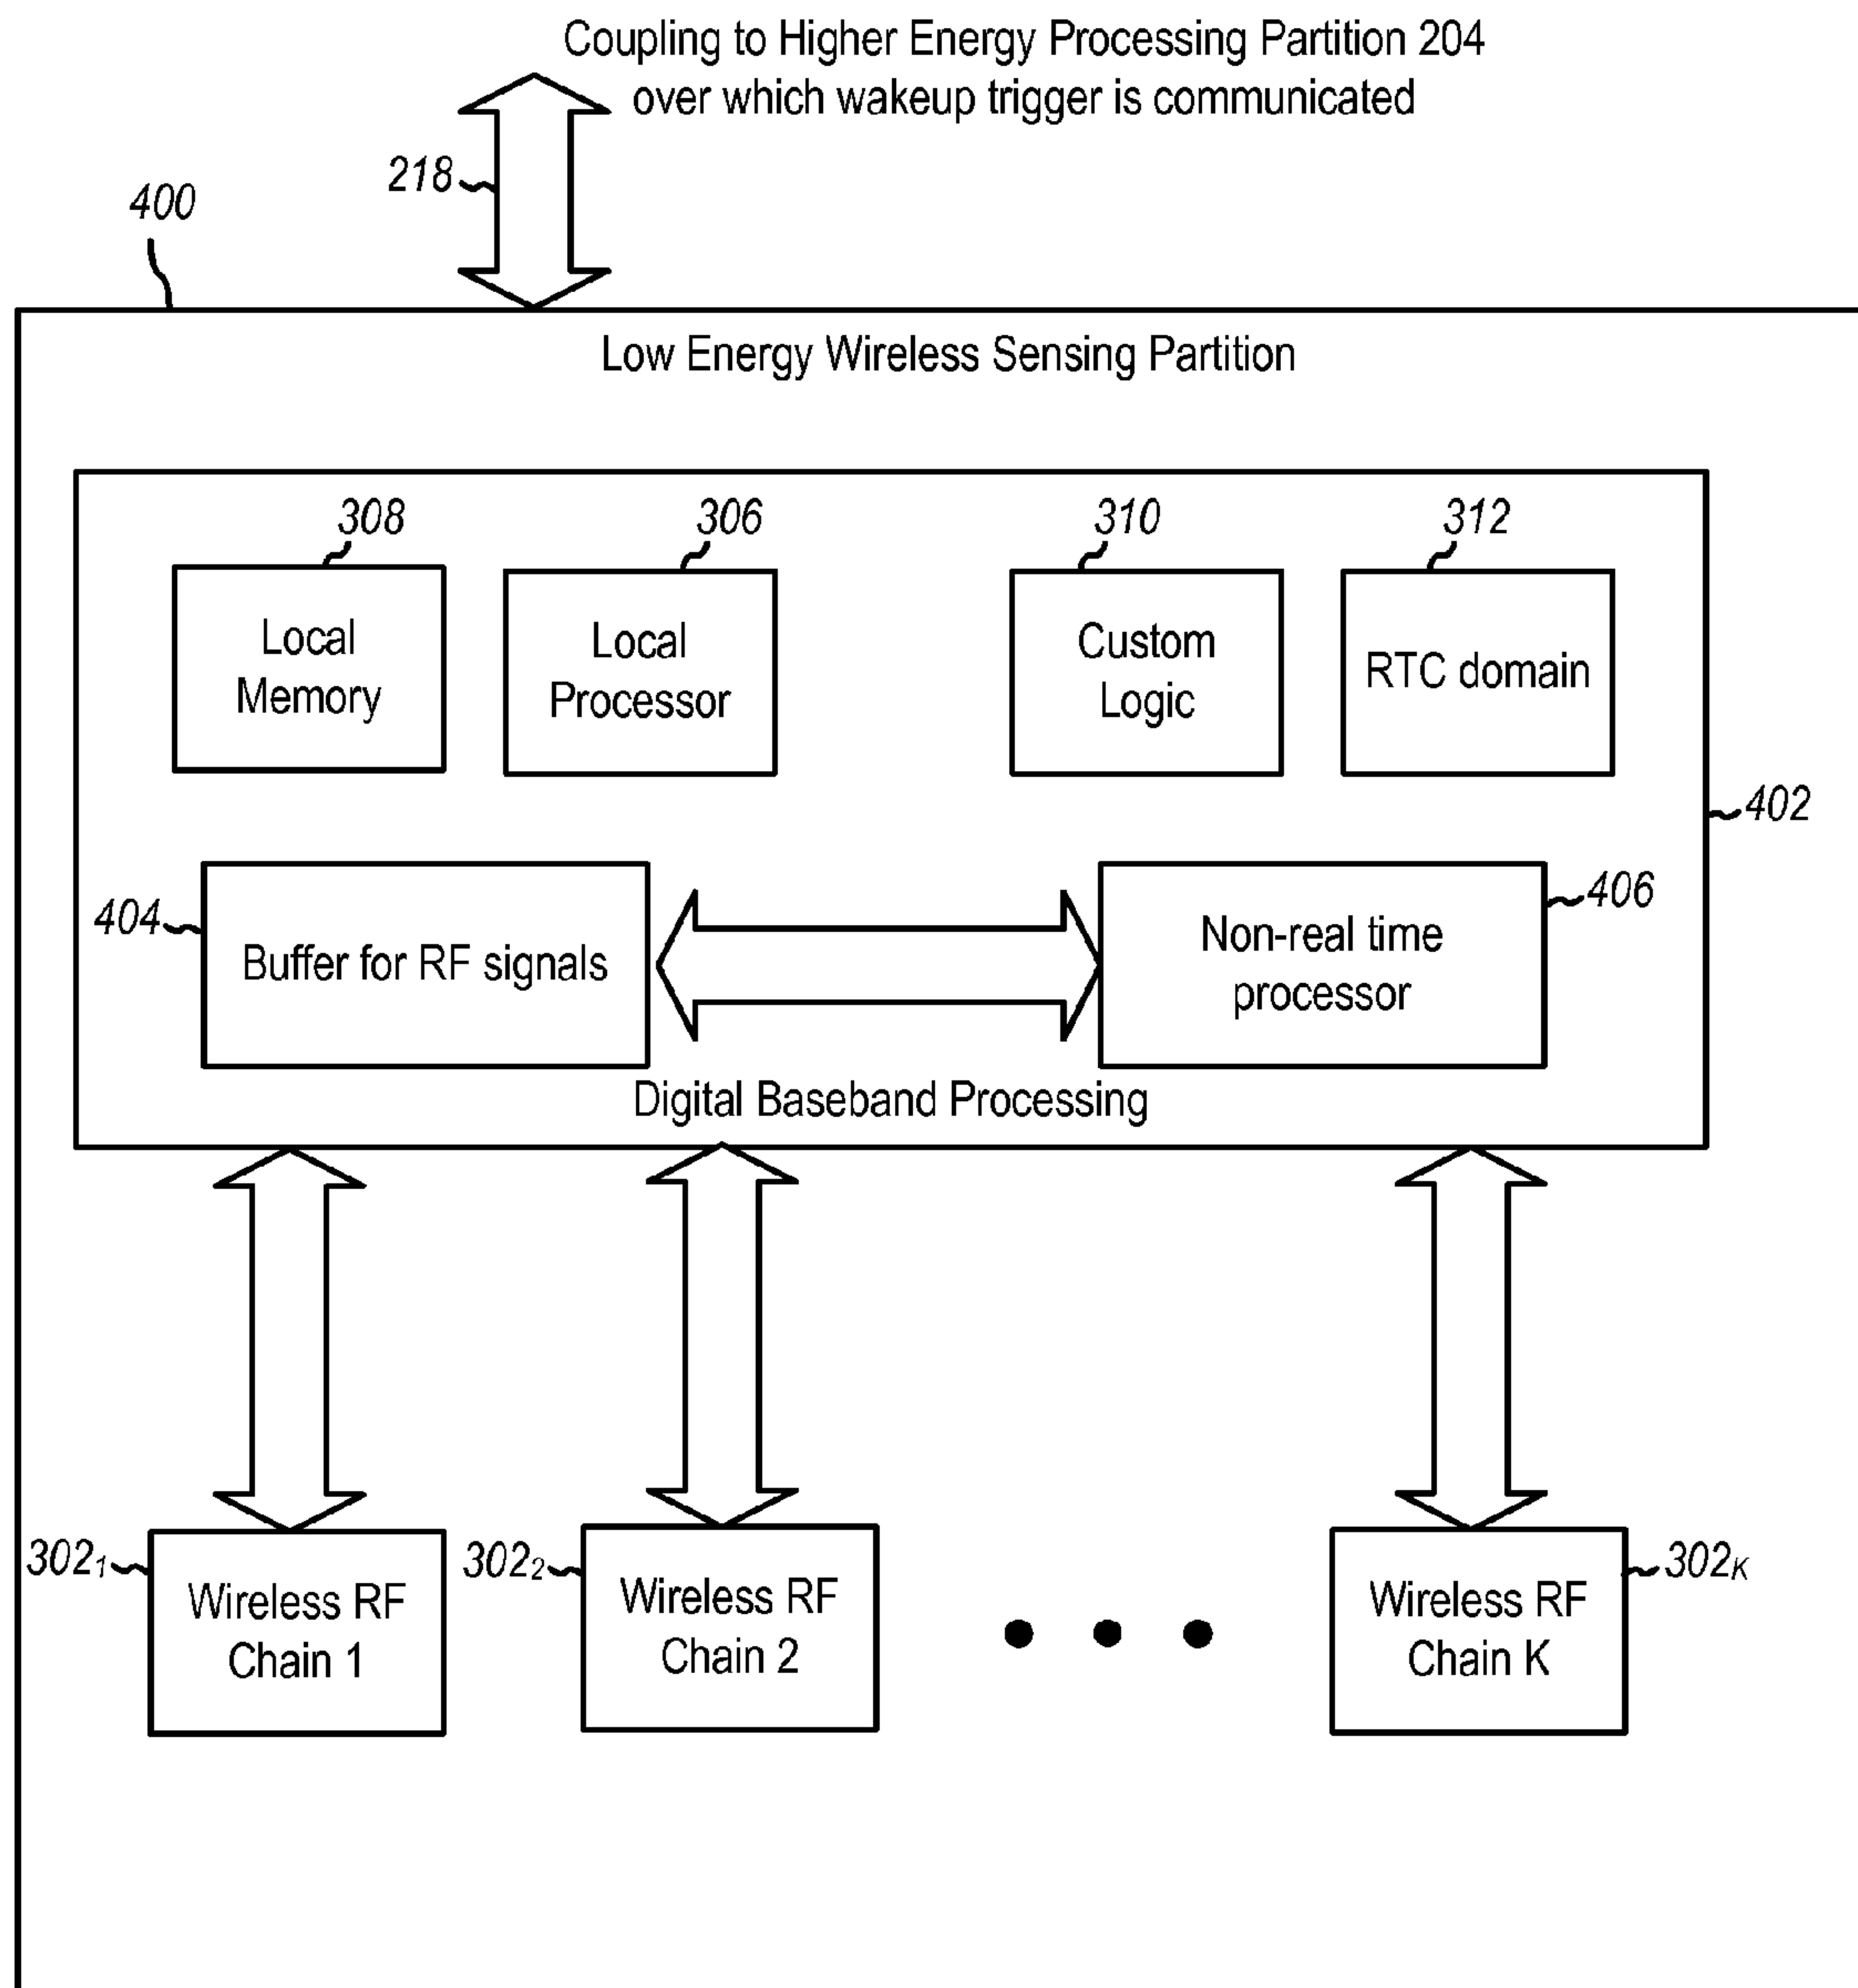 Coupling to Higher Energy Processing Partition 204
over which wakeup trigger is communicated
218
400
Low Energy Wireless Sensing Partition
308
306
310
312
Local
Memory
Local
Processor
Custom
Logic
RTC domain
402
404
Buffer for RF signals
Non-real time
processor
406
Digital Baseband Processing
302₁
Wireless RF
Chain 1
302₂
Wireless RF
Chain 2
Wireless RF
Chain K
302K